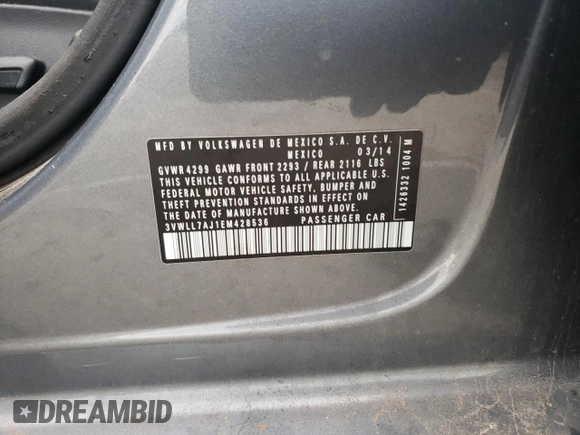 MFD BY VOLKSWAGEN DE MEXICO S.A. DE C.V.
MEXICO 03/14
GVWR 4299 GAWR FRONT 2293 / REAR 2116 LBS
THIS VEHICLE CONFORMS TO ALL APPLICABLE U.S.
FEDERAL MOTOR VEHICLE SAFETY, BUMPER AND
THEFT PREVENTION STANDARDS IN EFFECT ON
DATE OF MANUFACTURE SHOWN ABOVE
3VWLL7AJ1EM428536 PASSENGER CAR
1426332 1004 M
DREAMBID